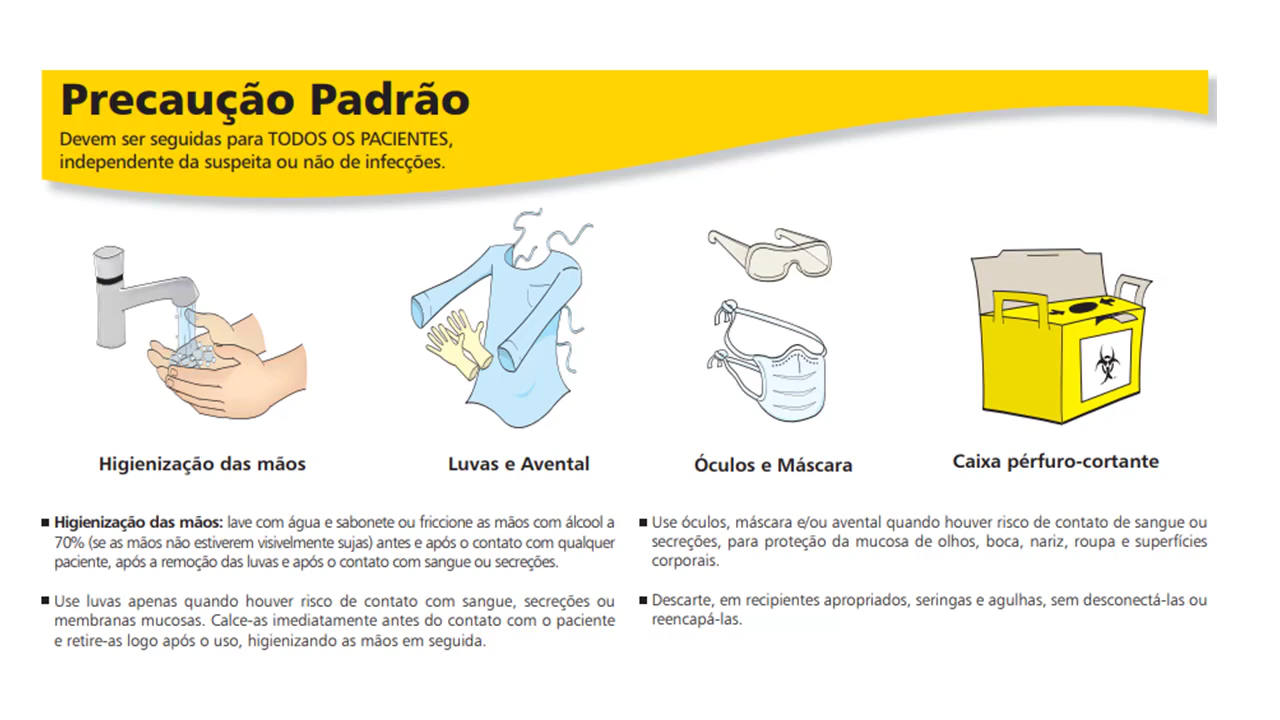 Precaução Padrão
Devem ser seguidas para TODOS OS PACIENTES,
independente da suspeita ou não de infecções.
Higienização das mãos
Luvas e Avental
Óculos e Máscara
Caixa pérfuro-cortante
Higienização das mãos: lave com água e sabonete ou friccione as mãos com álcool a
70% (se as mãos não estiverem visivelmente sujas) antes e após o contato com qualquer
paciente, após a remoção das luvas e após o contato com sangue ou secreções.
Use luvas apenas quando houver risco de contato com sangue, secreções ou
membranas mucosas. Calce-as imediatamente antes do contato com o paciente
e retire-as logo após o uso, higienizando as mãos em seguida.
Use óculos, máscara e/ou avental quando houver risco de contato de sangue ou
secreções, para proteção da mucosa de olhos, boca, nariz, roupa e superfícies
corporais.
Descarte, em recipientes apropriados, seringas e agulhas, sem desconectá-las ou
reencapá-las.